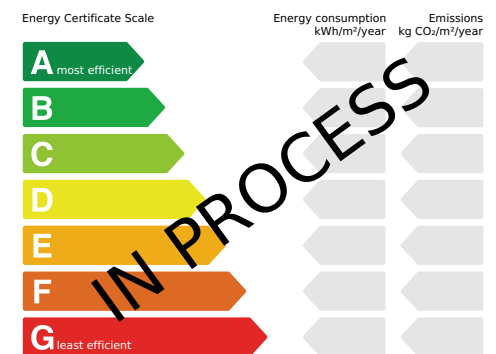 Energy Certificate Scale
Energy consumption
kWh/m²/year
Emissions
kg CO₂/m²/year
A most efficient
B
C
D
E
F
G least efficient
IN PROCESS